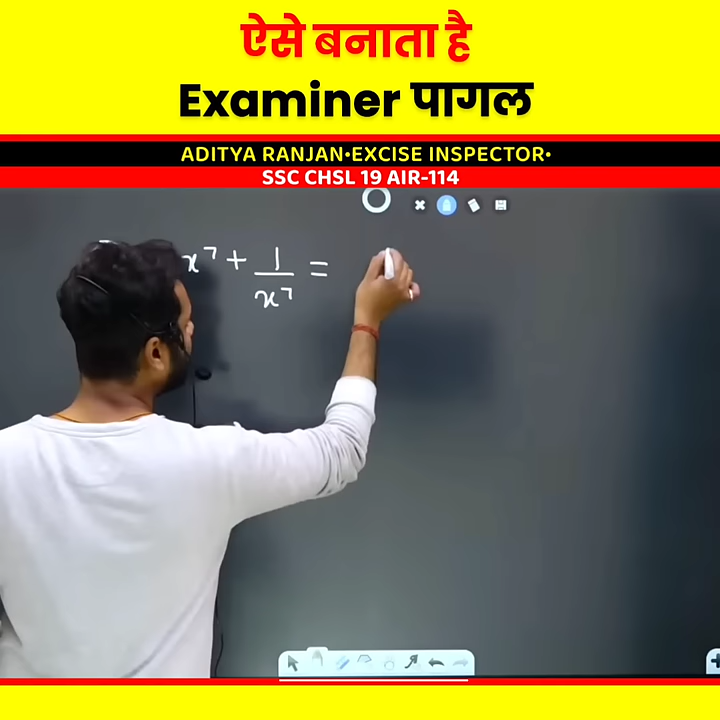 ऐसे बनाता है
Examiner पागल
ADITYA RANJAN•EXCISE INSPECTOR•
SSC CHSL 19 AIR-114
x⁷ + 1/x⁷ =